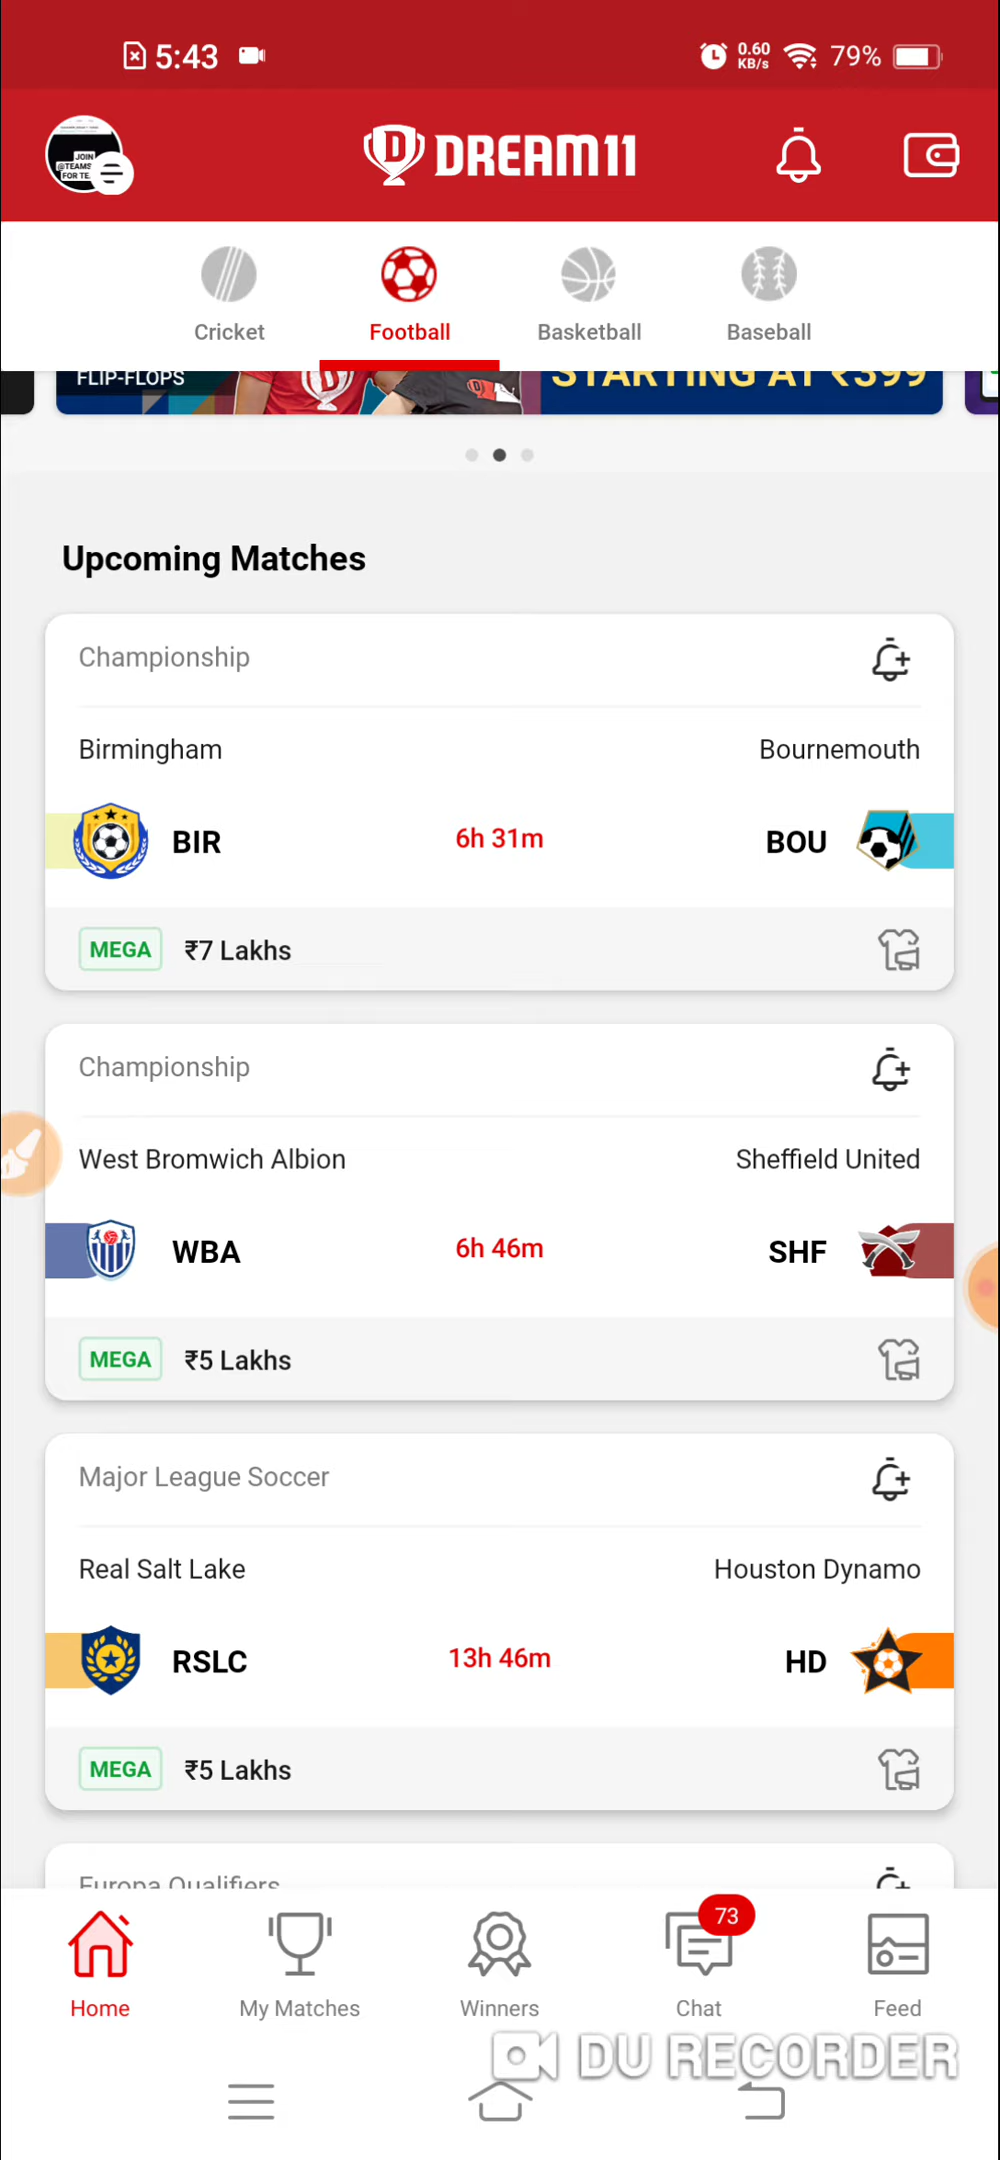 5:43
0.60
KB/s
79%
JOIN
@TEAMS
FOR TE
DREAM11
Cricket
Football
Basketball
Baseball
FLIP-FLOPS
STARTING AT ₹399
Upcoming Matches
Championship
Birmingham
Bournemouth
BIR
6h 31m
BOU
MEGA
₹7 Lakhs
Championship
West Bromwich Albion
Sheffield United
WBA
6h 46m
SHF
MEGA
₹5 Lakhs
Major League Soccer
Real Salt Lake
Houston Dynamo
RSLC
13h 46m
HD
MEGA
₹5 Lakhs
Europa Qualifiers
73
Home
My Matches
Winners
Chat
Feed
DU RECORDER